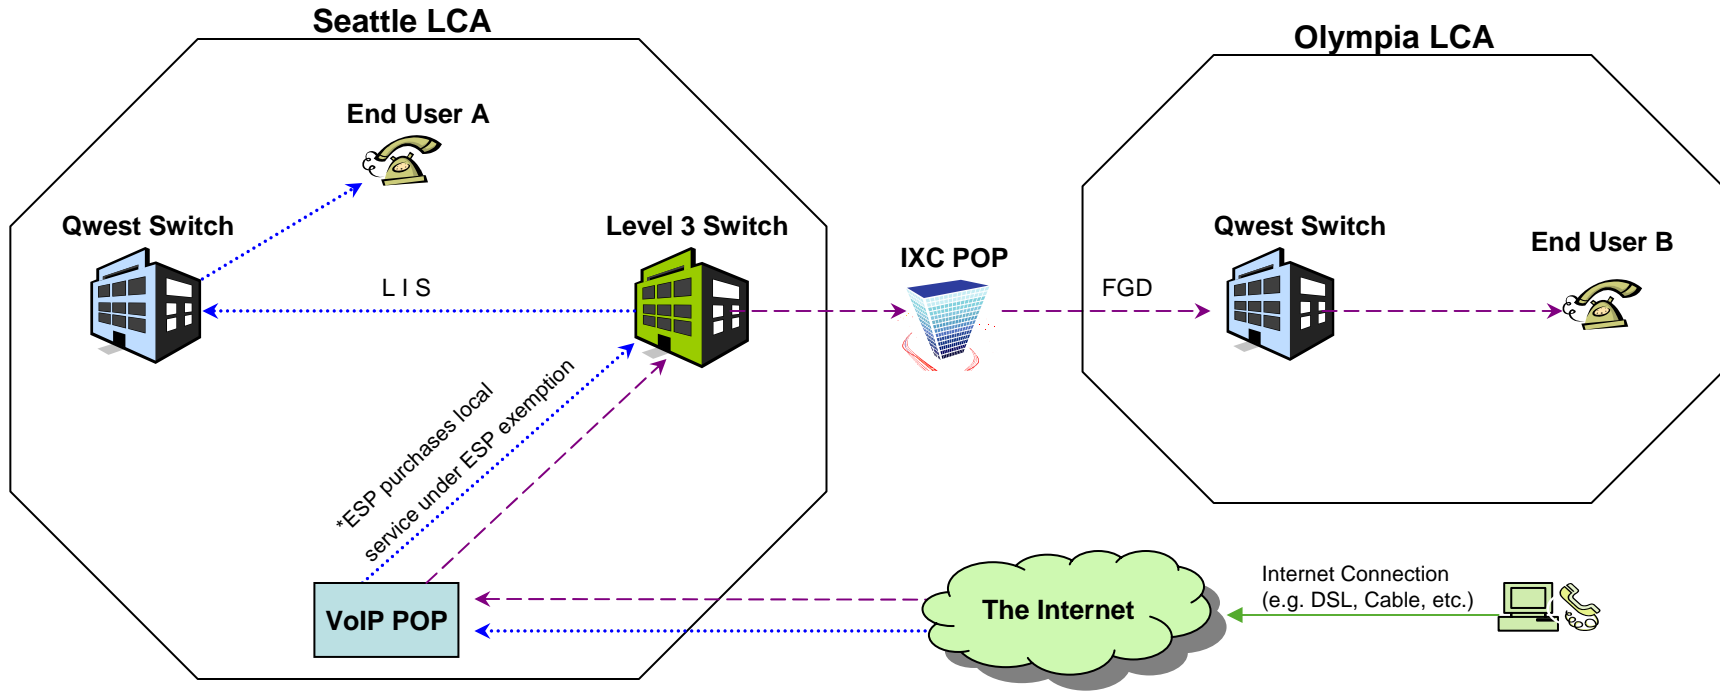 Seattle LCA
Olympia LCA
End User A
Qwest Switch
Level 3 Switch
IXC POP
Qwest Switch
End User B
L I S
FGD
*ESP purchases local
service under ESP exemption
VoIP POP
The Internet
Internet Connection
(e.g. DSL, Cable, etc.)